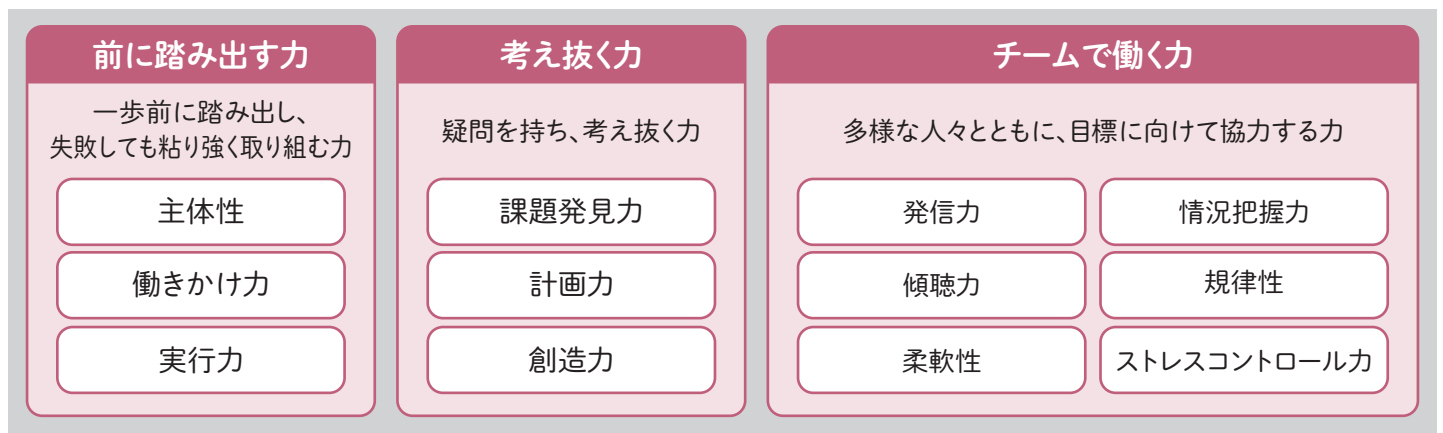 前に踏み出す力
一歩前に踏み出し、
失敗しても粘り強く取り組む力
主体性
働きかけ力
実行力
考え抜く力
疑問を持ち、考え抜く力
課題発見力
計画力
創造力
チームで働く力
多様な人々とともに、目標に向けて協力する力
発信力
傾聴力
柔軟性
情況把握力
規律性
ストレスコントロール力